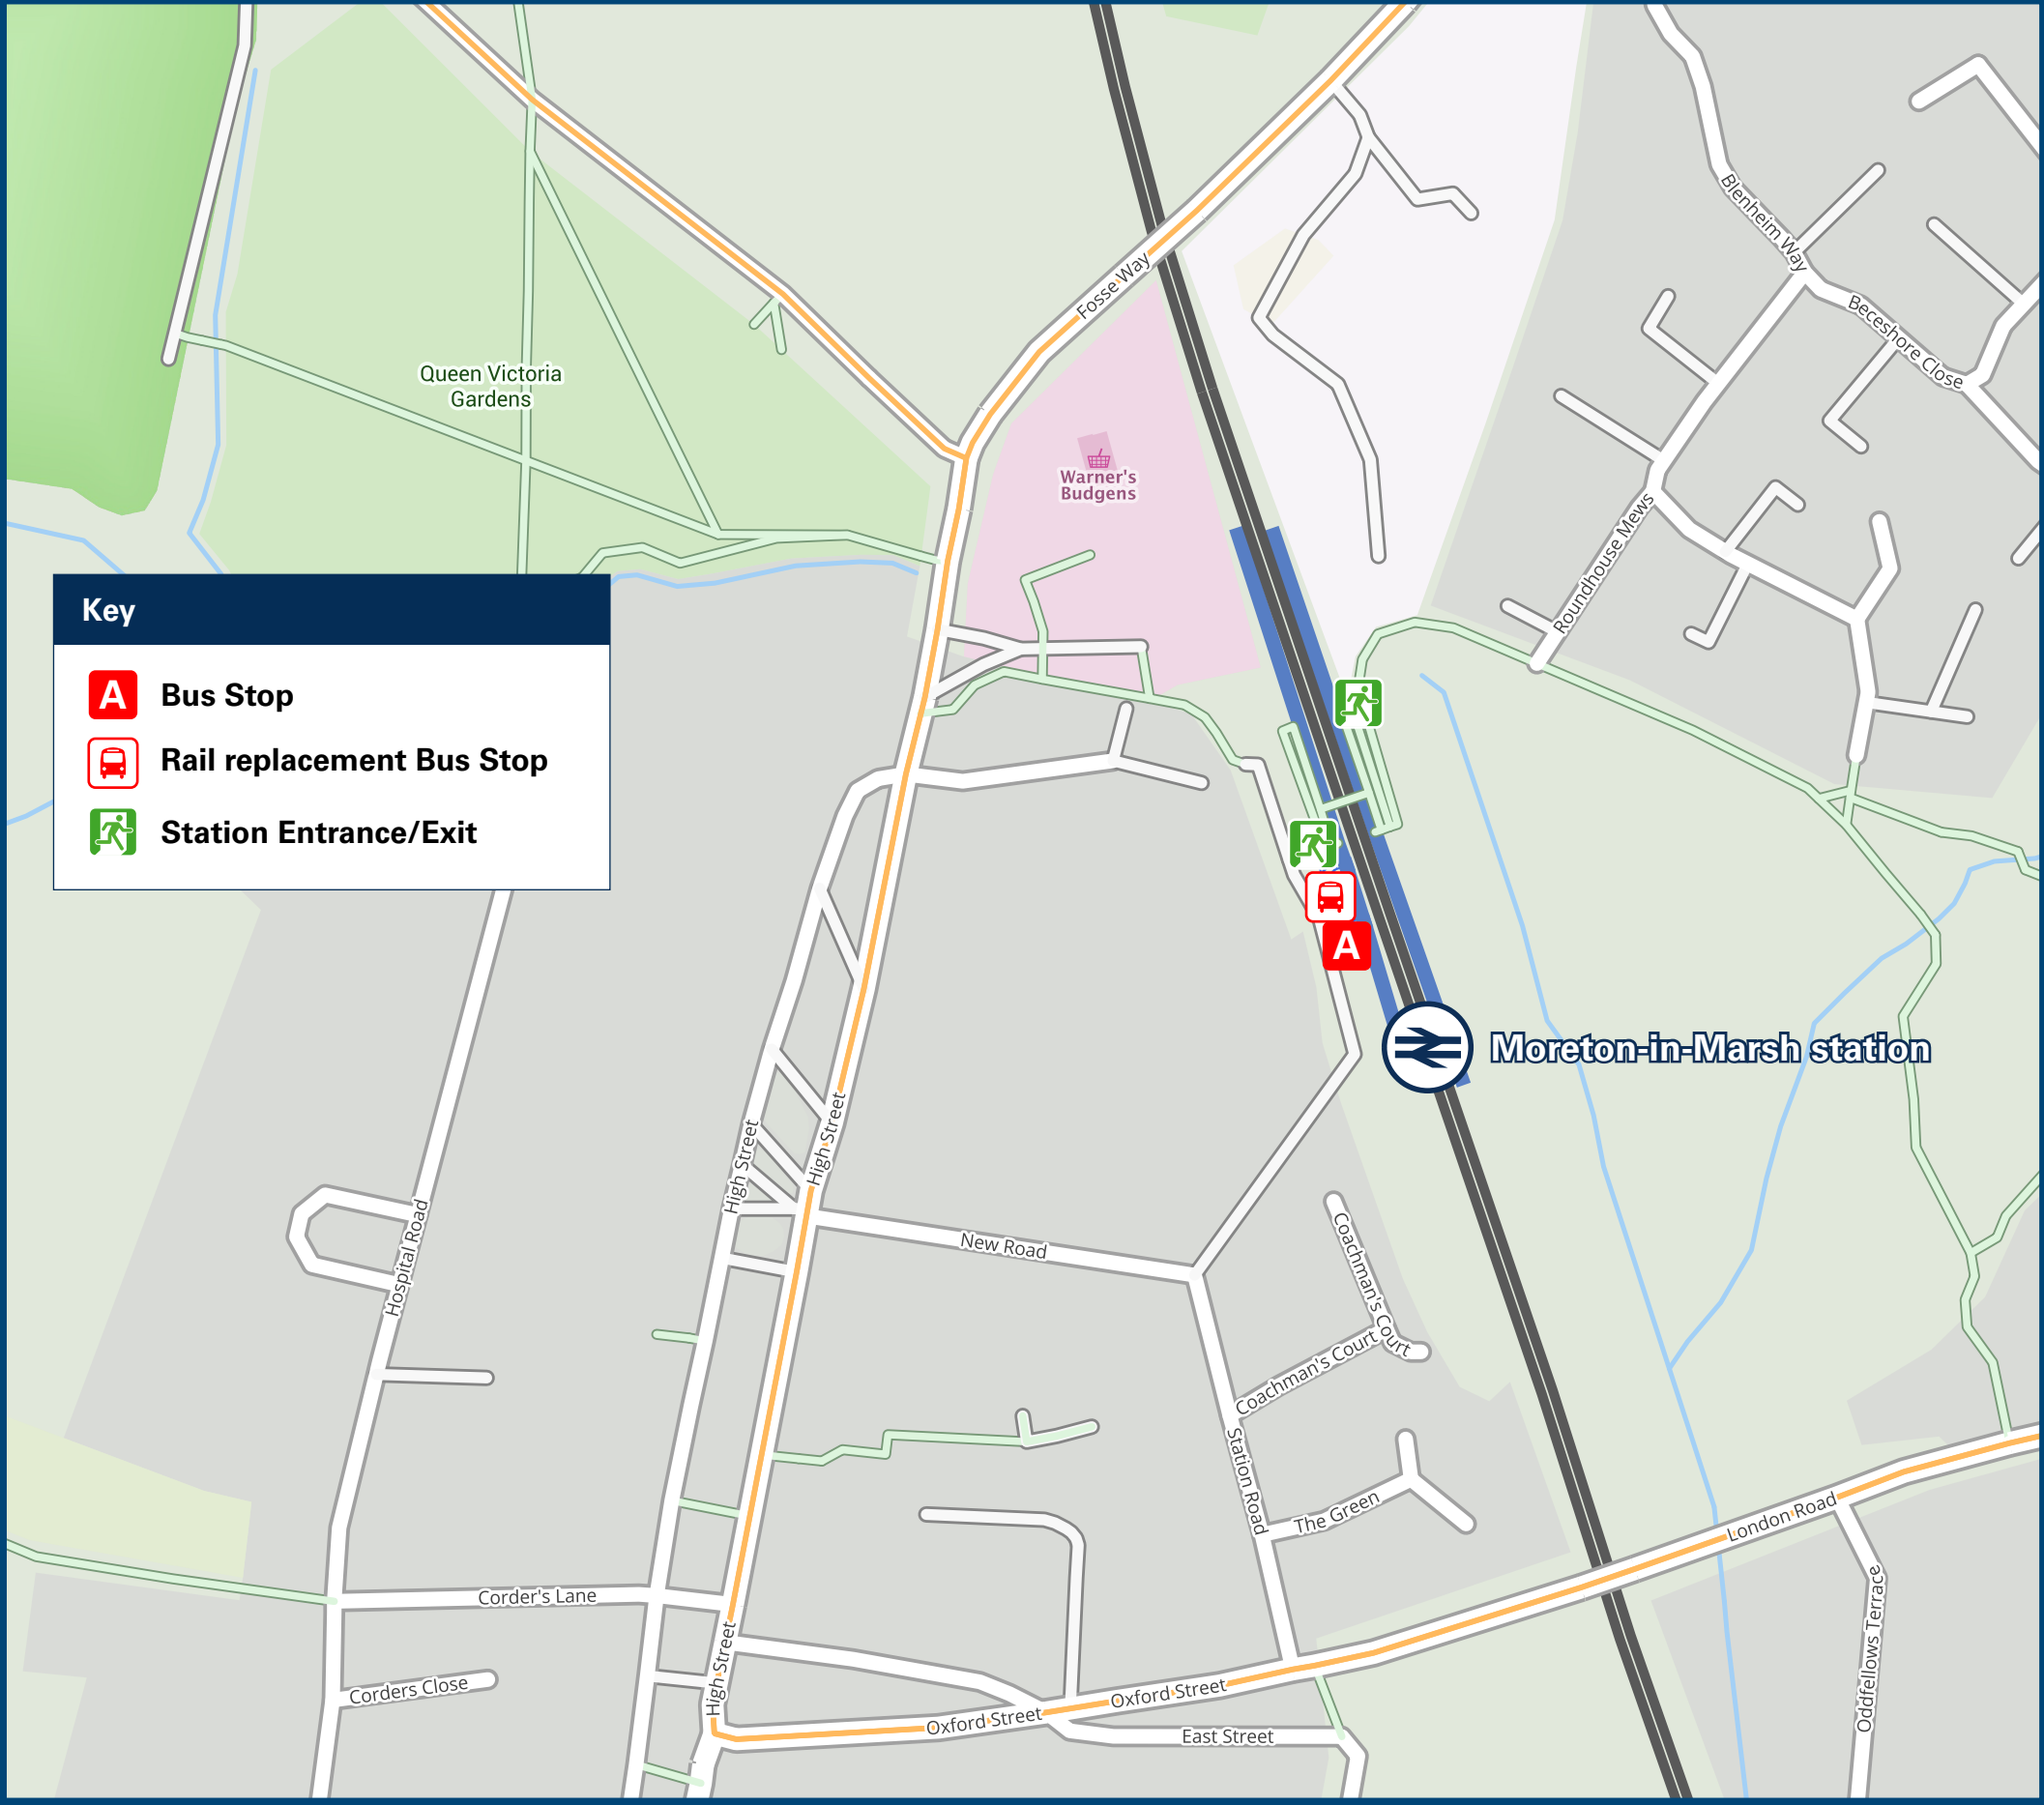 Blenheim Way
Fosse Way
Beceshore Close
Queen Victoria
Gardens
Warner's
Budgens
Roundhouse Mews
Key
A Bus Stop
Rail replacement Bus Stop
Station Entrance/Exit
A
Moreton-in-Marsh station
High Street
High Street
Hospital Road
New Road
Coachman's Court
Coachman's Court
Station Road
The Green
London Road
Corder's Lane
Oddfellows Terrace
High Street
Corders Close
Oxford Street
Oxford Street
East Street